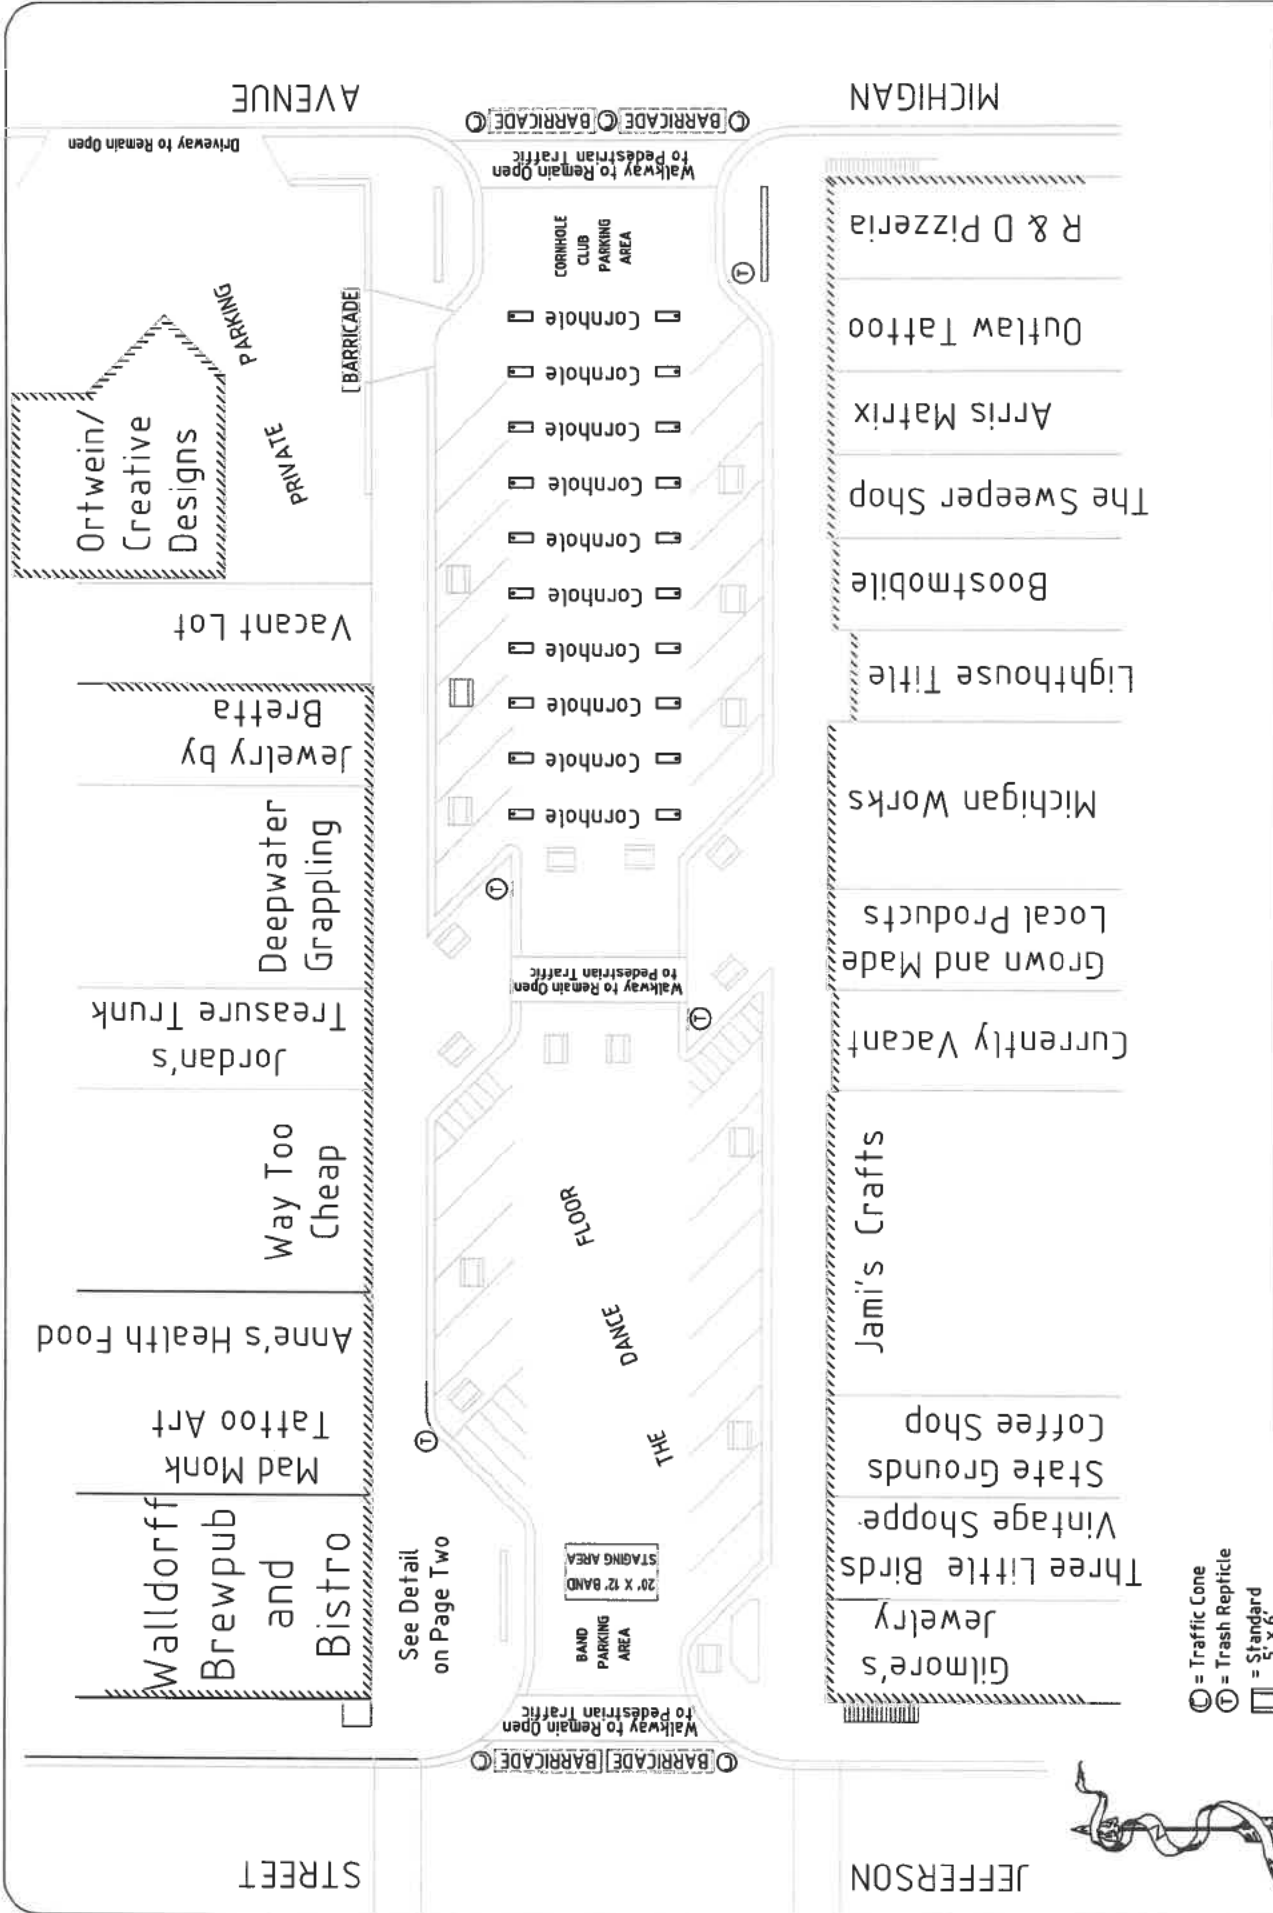 MICHIGAN AVENUE
Ⓒ BARRICADE Ⓒ BARRICADE Ⓒ
Driveway to Remain Open
Walkway to Remain Open
to Pedestrian Traffic
CORNHOLE
CLUB
PARKING
AREA
Ⓣ
BARRICADE
PRIVATE PARKING
Ortwein/
Creative
Designs
Vacant Lot
Jewelry by
Bretta
Deepwater
Grappling
Jordan's
Treasure Trunk
Way Too
Cheap
Anne's Health Food
Mad Monk
Tattoo Art
Walldorff
Brewpub
and
Bistro
Cornhole
Cornhole
Cornhole
Cornhole
Cornhole
Cornhole
Cornhole
Cornhole
Cornhole
Cornhole
Ⓣ
Walkway to Remain Open
to Pedestrian Traffic
Ⓣ
THE DANCE FLOOR
Ⓣ
See Detail
on Page Two
20' X 12' BAND
STAGING AREA
BAND
PARKING
AREA
Walkway to Remain Open
to Pedestrian Traffic
Ⓒ BARRICADE BARRICADE Ⓒ
R & D Pizzeria
Outlaw Tattoo
Arris Matrix
The Sweeper Shop
Boostmobile
Lighthouse Title
Michigan Works
Grown and Made
Local Products
Currently Vacant
Jami's Crafts
State Grounds
Coffee Shop
Three Little Birds
Vintage Shoppe
Gilmore's
Jewelry
JEFFERSON STREET
Ⓒ = Traffic Cone
Ⓣ = Trash Repticle
= Standard
5' x 6'